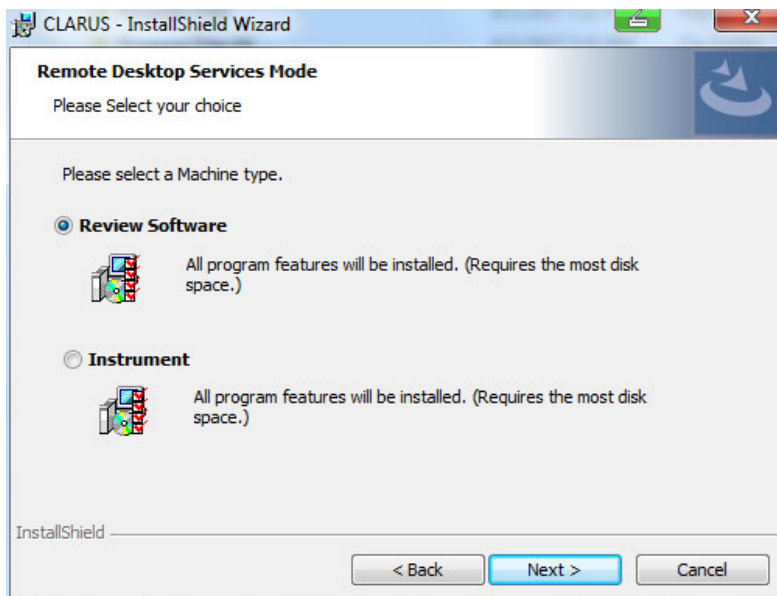 CLARUS - InstallShield Wizard
Remote Desktop Services Mode
Please Select your choice
Please select a Machine type.
Review Software
All program features will be installed. (Requires the most disk
space.)
Instrument
All program features will be installed. (Requires the most disk
space.)
InstallShield
< Back Next > Cancel